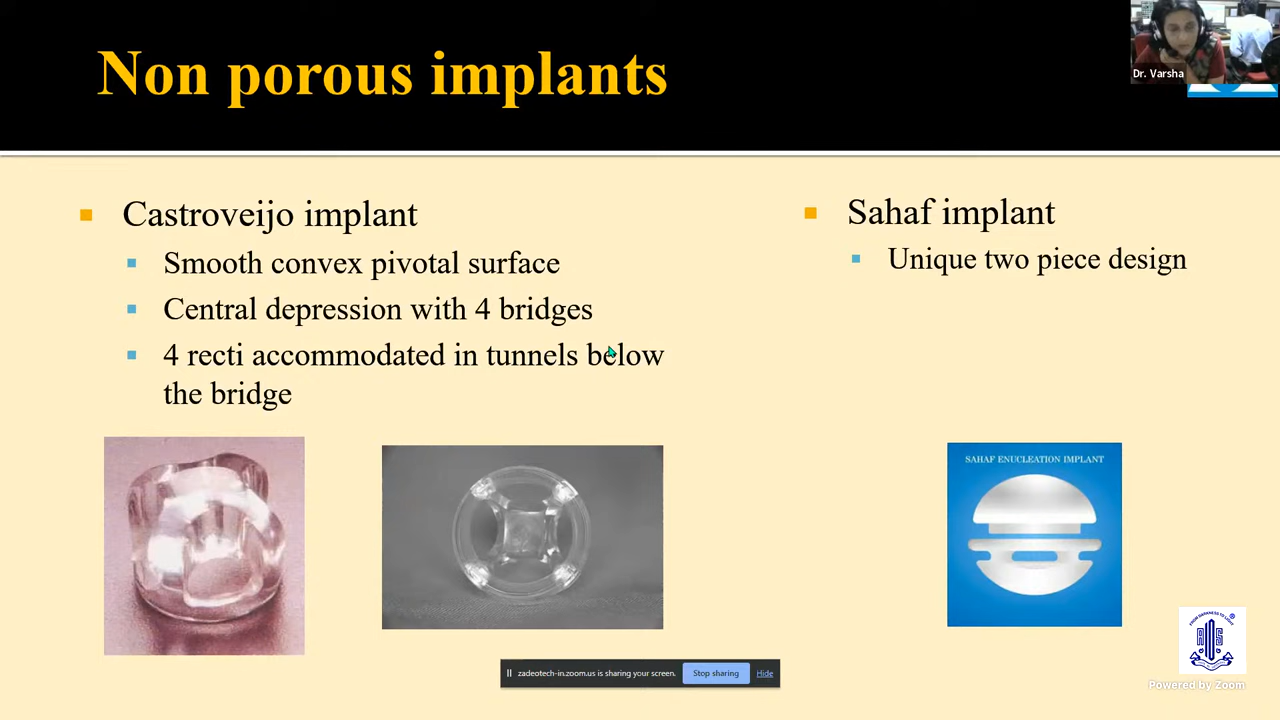 Non porous implants
Dr. Varsha
Castroveijo implant
Smooth convex pivotal surface
Central depression with 4 bridges
4 recti accommodated in tunnels below
the bridge
Sahaf implant
Unique two piece design
SAHAF ENUCLEATION IMPLANT
zadeotech-in.zoom.us is sharing your screen.
Stop sharing
Hide
Powered by Zoom